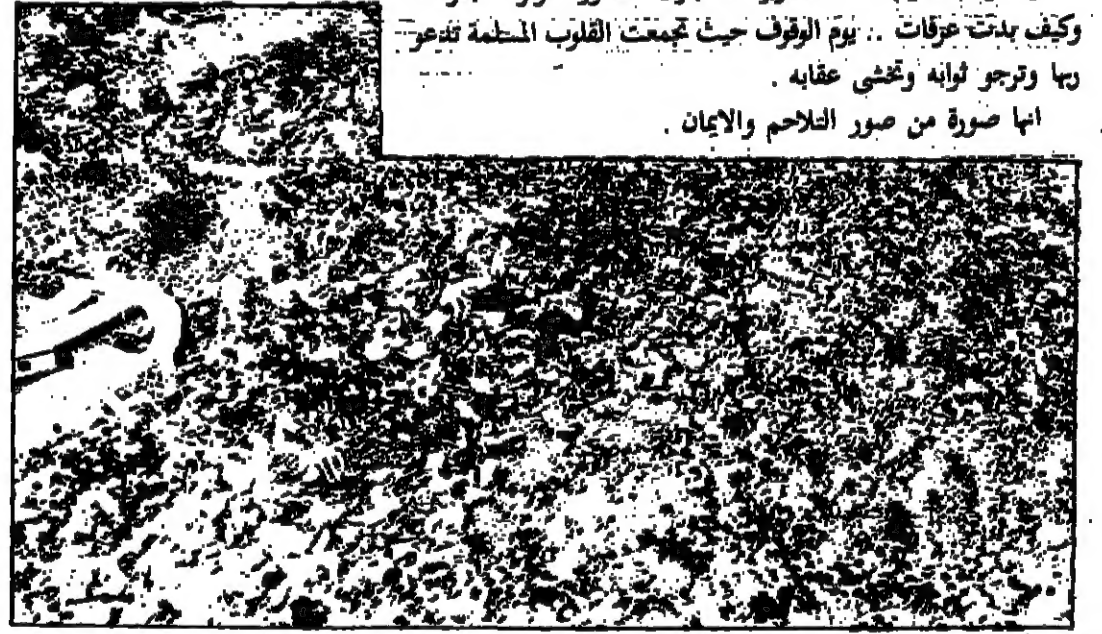 وكيف بدت عرفات .. يوم الوقوف حيث تجمعت القلوب المسلمة تدعو
ربها وترجو ثوابه وتخشى عقابه .
انها صورة من صور التلاحم والايمان .